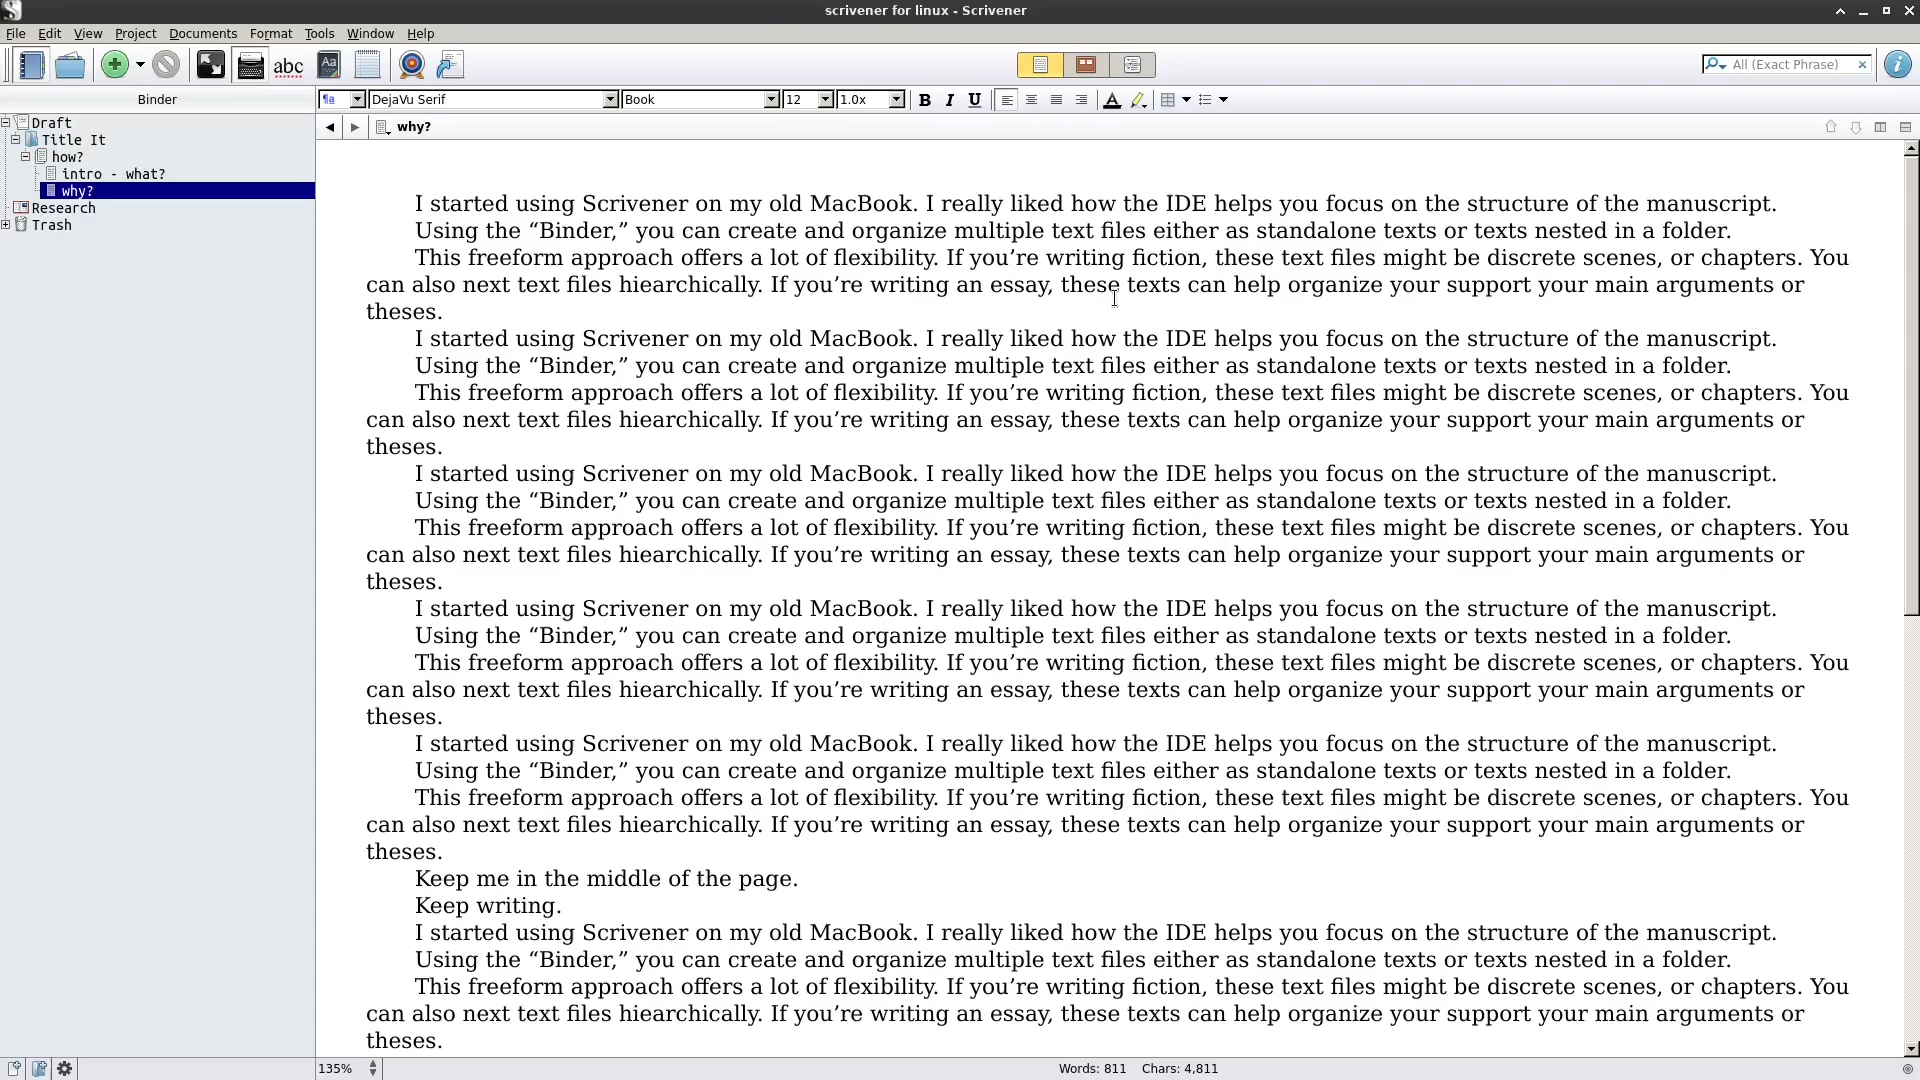 scrivener for linux - Scrivener
File Edit View Project Documents Format Tools Window Help
abc Aa All (Exact Phrase)
Binder
¶a DejaVu Serif Book 12 1.0x B I U A
Draft
Title It
how?
intro - what?
why?
Research
Trash
why?
I started using Scrivener on my old MacBook. I really liked how the IDE helps you focus on the structure of the manuscript.
Using the “Binder,” you can create and organize multiple text files either as standalone texts or texts nested in a folder.
This freeform approach offers a lot of flexibility. If you’re writing fiction, these text files might be discrete scenes, or chapters. You
can also next text files hiearchically. If you’re writing an essay, these texts can help organize your support your main arguments or
theses.
I started using Scrivener on my old MacBook. I really liked how the IDE helps you focus on the structure of the manuscript.
Using the “Binder,” you can create and organize multiple text files either as standalone texts or texts nested in a folder.
This freeform approach offers a lot of flexibility. If you’re writing fiction, these text files might be discrete scenes, or chapters. You
can also next text files hiearchically. If you’re writing an essay, these texts can help organize your support your main arguments or
theses.
I started using Scrivener on my old MacBook. I really liked how the IDE helps you focus on the structure of the manuscript.
Using the “Binder,” you can create and organize multiple text files either as standalone texts or texts nested in a folder.
This freeform approach offers a lot of flexibility. If you’re writing fiction, these text files might be discrete scenes, or chapters. You
can also next text files hiearchically. If you’re writing an essay, these texts can help organize your support your main arguments or
theses.
I started using Scrivener on my old MacBook. I really liked how the IDE helps you focus on the structure of the manuscript.
Using the “Binder,” you can create and organize multiple text files either as standalone texts or texts nested in a folder.
This freeform approach offers a lot of flexibility. If you’re writing fiction, these text files might be discrete scenes, or chapters. You
can also next text files hiearchically. If you’re writing an essay, these texts can help organize your support your main arguments or
theses.
I started using Scrivener on my old MacBook. I really liked how the IDE helps you focus on the structure of the manuscript.
Using the “Binder,” you can create and organize multiple text files either as standalone texts or texts nested in a folder.
This freeform approach offers a lot of flexibility. If you’re writing fiction, these text files might be discrete scenes, or chapters. You
can also next text files hiearchically. If you’re writing an essay, these texts can help organize your support your main arguments or
theses.
Keep me in the middle of the page.
Keep writing.
I started using Scrivener on my old MacBook. I really liked how the IDE helps you focus on the structure of the manuscript.
Using the “Binder,” you can create and organize multiple text files either as standalone texts or texts nested in a folder.
This freeform approach offers a lot of flexibility. If you’re writing fiction, these text files might be discrete scenes, or chapters. You
can also next text files hiearchically. If you’re writing an essay, these texts can help organize your support your main arguments or
theses.
135% Words: 811 Chars: 4,811